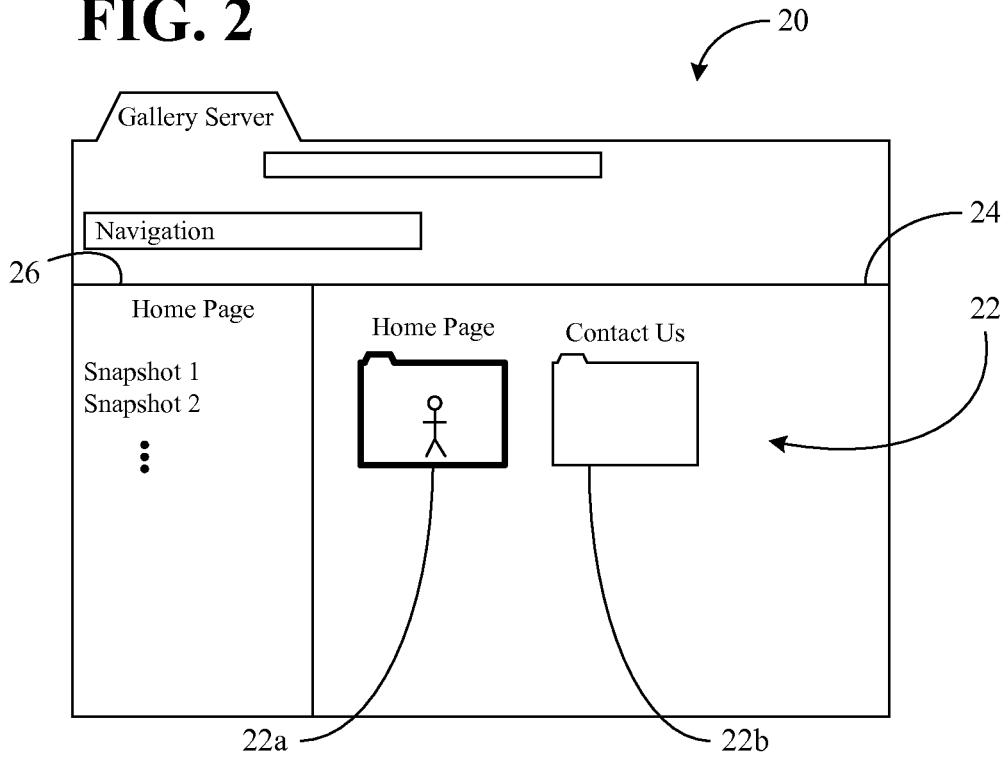 FIG. 2
20
Gallery Server
Navigation
24
26
Home Page
22
Home Page
Contact Us
Snapshot 1
Snapshot 2
22a
22b